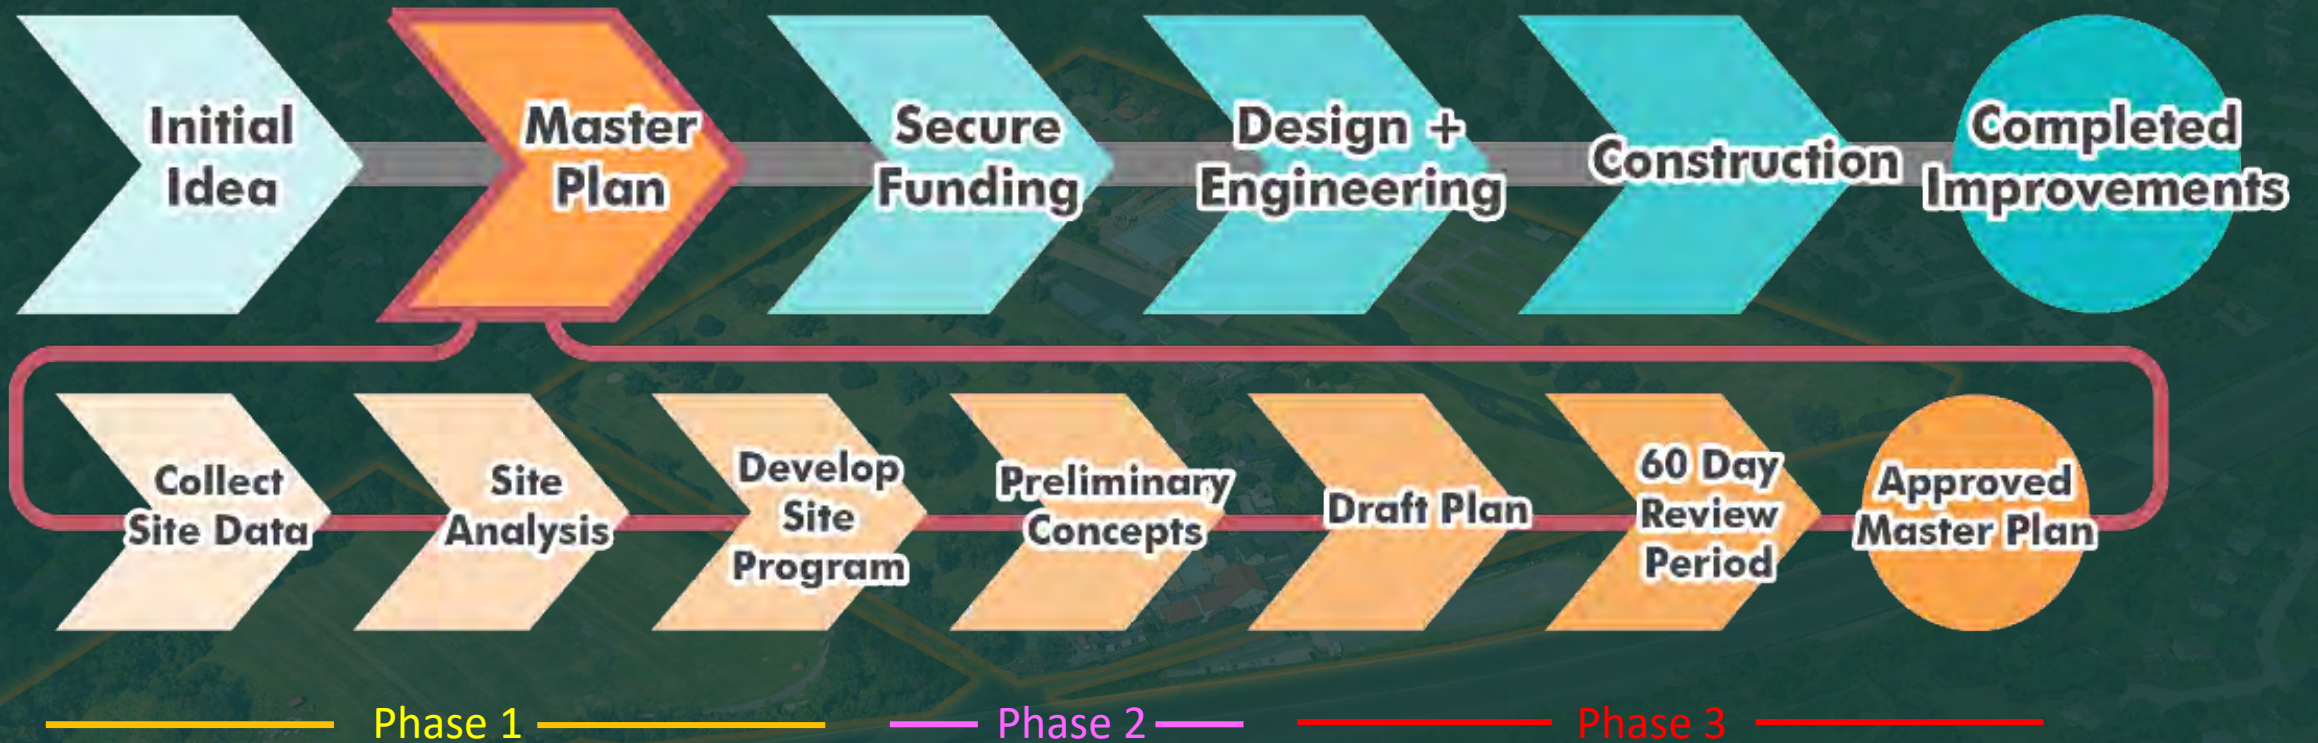 Initial
Idea
Master
Plan
Secure
Funding
Design +
Engineering
Construction
Completed
Improvements
Collect
Site Data
Site
Analysis
Develop
Site
Program
Preliminary
Concepts
Draft Plan
60 Day
Review
Period
Approved
Master Plan
Phase 1
Phase 2
Phase 3